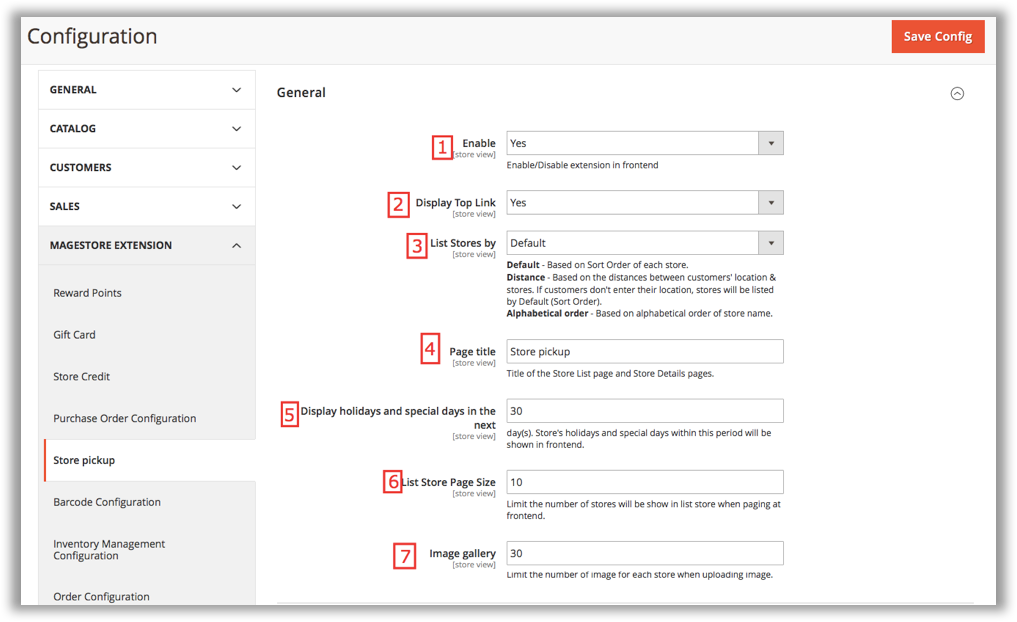 Configuration
Save Config
GENERAL
CATALOG
CUSTOMERS
SALES
MAGESTORE EXTENSION
Reward Points
Gift Card
Store Credit
Purchase Order Configuration
Store pickup
Barcode Configuration
Inventory Management
Configuration
Order Configuration
General
1 Enable Yes
[store view]
Enable/Disable extension in frontend
2 Display Top Link Yes
[store view]
3 List Stores by Default
[store view]
Default - Based on Sort Order of each store.
Distance - Based on the distances between customers' location &
stores. If customers don't enter their location, stores will be listed
by Default (Sort Order).
Alphabetical order - Based on alphabetical order of store name.
4 Page title Store pickup
[store view]
Title of the Store List page and Store Details pages.
5 Display holidays and special days in the 30
next
[store view]
day(s). Store's holidays and special days within this period will be
shown in frontend.
6 List Store Page Size 10
[store view]
Limit the number of stores will be show in list store when paging at
frontend.
7 Image gallery 30
[store view]
Limit the number of image for each store when uploading image.